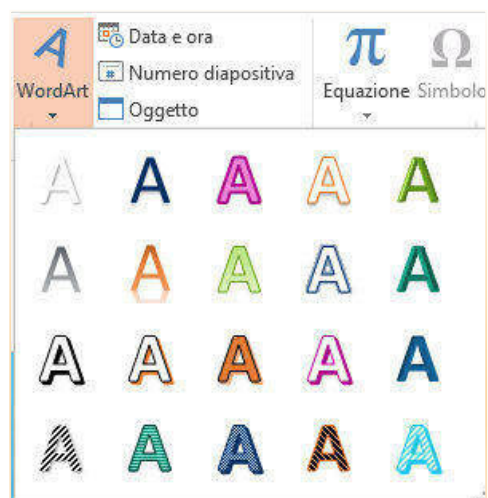 WordArt
Data e ora
Numero diapositiva
Oggetto
π
Equazione
Ω
Simbolo
A A A A A
A A A A A
A A A A A
A A A A A